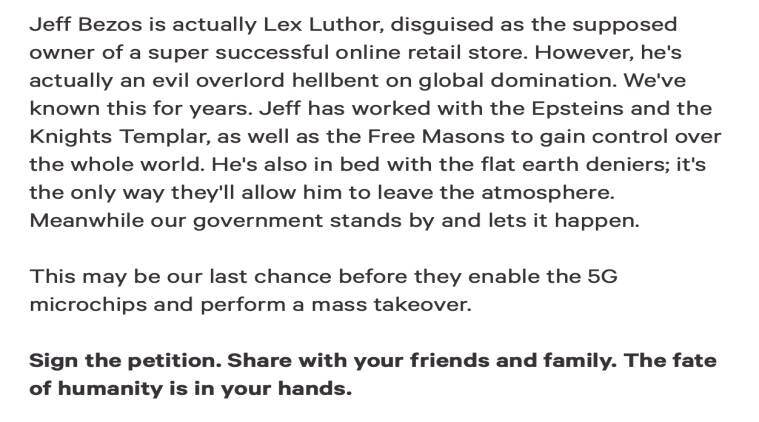 Jeff Bezos is actually Lex Luthor, disguised as the supposed
owner of a super successful online retail store. However, he's
actually an evil overlord hellbent on global domination. We've
known this for years. Jeff has worked with the Epsteins and the
Knights Templar, as well as the Free Masons to gain control over
the whole world. He's also in bed with the flat earth deniers; it's
the only way they'll allow him to leave the atmosphere.
Meanwhile our government stands by and lets it happen.
This may be our last chance before they enable the 5G
microchips and perform a mass takeover.
Sign the petition. Share with your friends and family. The fate
of humanity is in your hands.